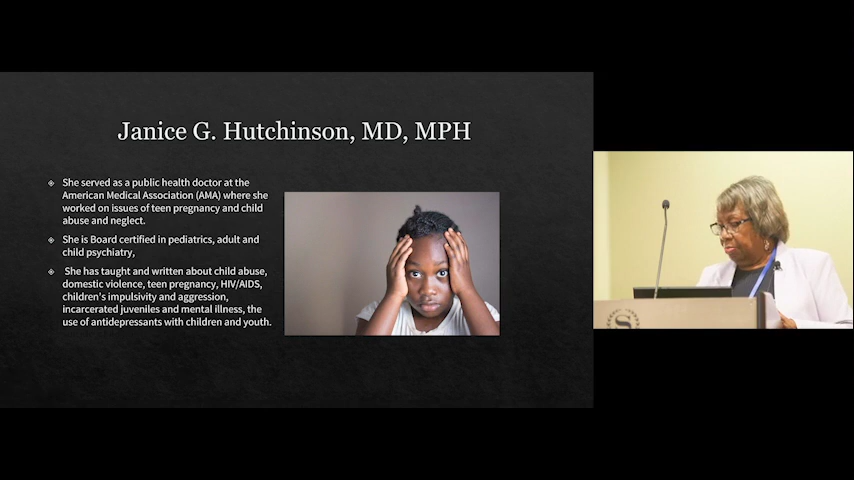 Janice G. Hutchinson, MD, MPH
She served as a public health doctor at the
American Medical Association (AMA) where she
worked on issues of teen pregnancy and child
abuse and neglect.
She is Board certified in pediatrics, adult and
child psychiatry,
She has taught and written about child abuse,
domestic violence, teen pregnancy, HIV/AIDS,
children's impulsivity and aggression,
incarcerated juveniles and mental illness, the
use of antidepressants with children and youth.
S